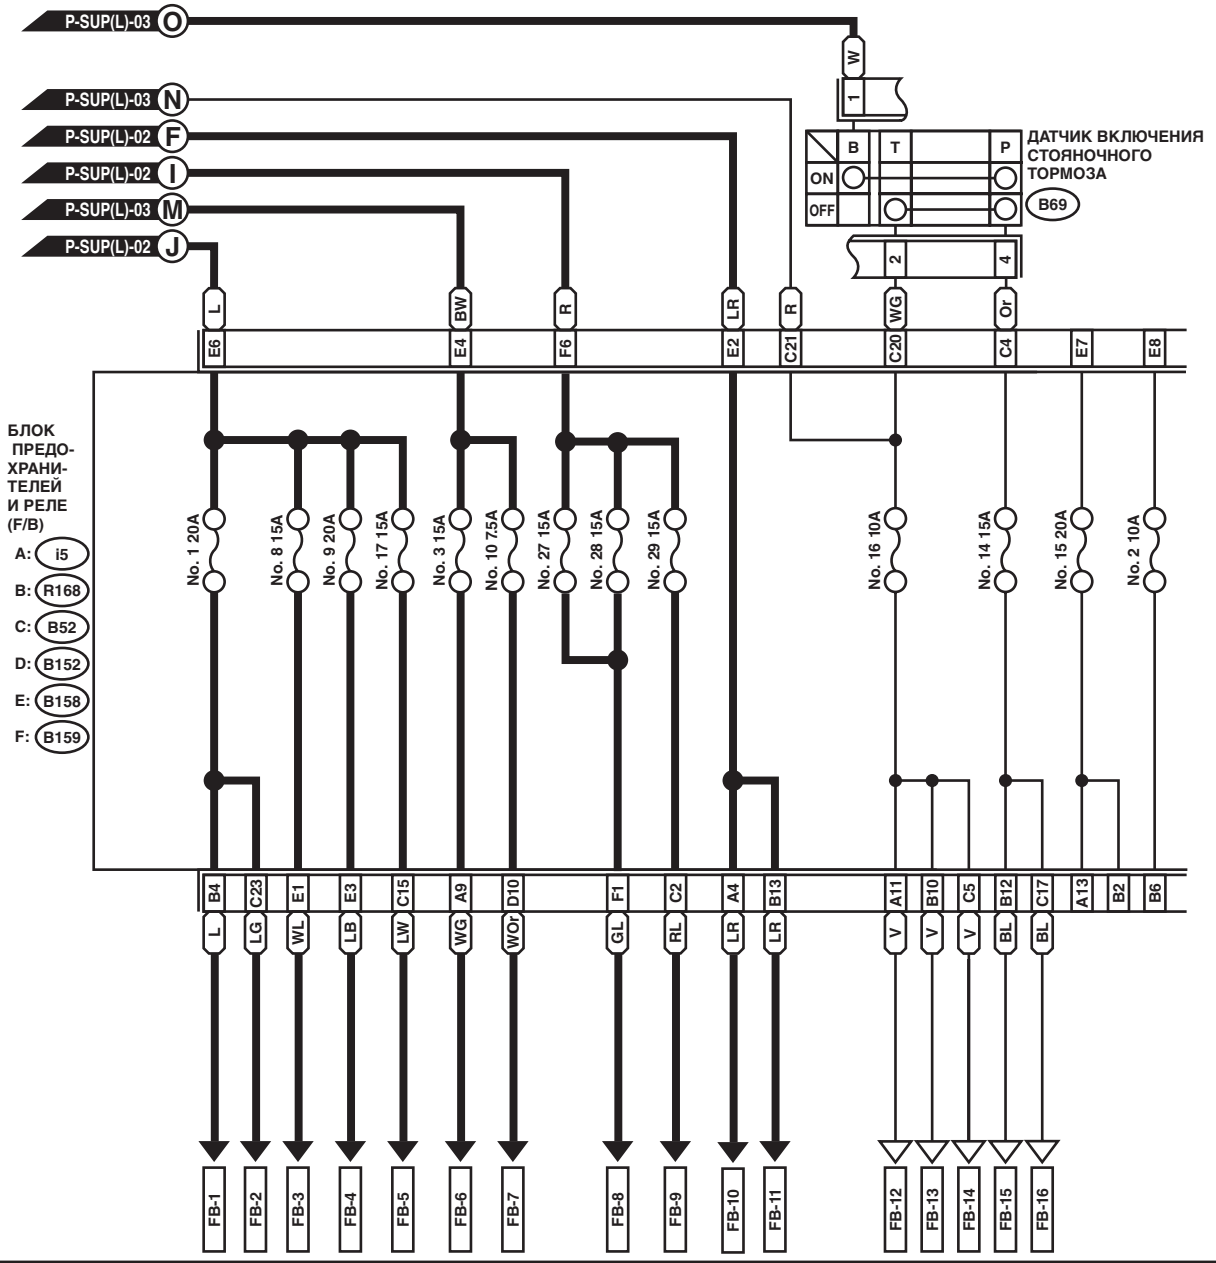 P-SUP(L)-03 O
P-SUP(L)-03 N
P-SUP(L)-02 F
P-SUP(L)-02 I
P-SUP(L)-03 M
P-SUP(L)-02 J
W
1
B T P
ON
OFF
ДАТЧИК ВКЛЮЧЕНИЯ
СТОЯНОЧНОГО
ТОРМОЗА
B69
2 4
L BW R LR R WG Or
E6 E4 F6 E2 C21 C20 C4 E7 E8
БЛОК
ПРЕДО-
ХРАНИ-
ТЕЛЕЙ
И РЕЛЕ
(F/B)
A: i5
B: R168
C: B52
D: B152
E: B158
F: B159
No. 1 20A
No. 8 15A
No. 9 20A
No. 17 15A
No. 3 15A
No. 10 7.5A
No. 27 15A
No. 28 15A
No. 29 15A
No. 16 10A
No. 14 15A
No. 15 20A
No. 2 10A
B4 C23 E1 E3 C15 A9 D10 F1 C2 A4 B13 A11 B10 C5 B12 C17 A13 B2 B6
L LG WL LB LW WG WOr GL RL LR LR V V V BL BL
FB-1 FB-2 FB-3 FB-4 FB-5 FB-6 FB-7 FB-8 FB-9 FB-10 FB-11 FB-12 FB-13 FB-14 FB-15 FB-16